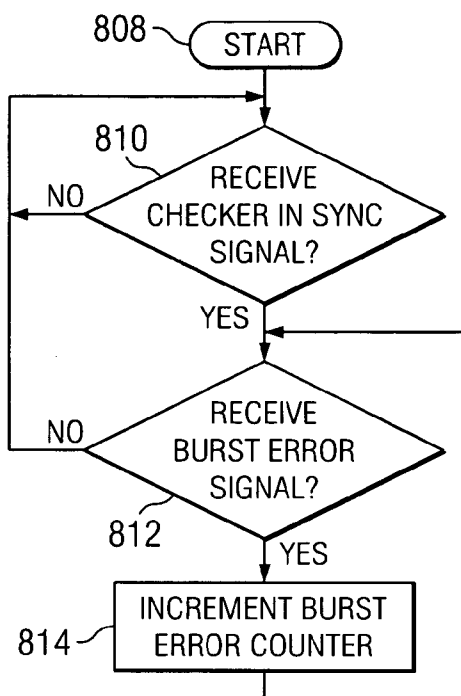 808
START
810
RECEIVE
CHECKER IN SYNC
SIGNAL?
NO
YES
RECEIVE
BURST ERROR
SIGNAL?
NO
812
YES
INCREMENT BURST
ERROR COUNTER
814